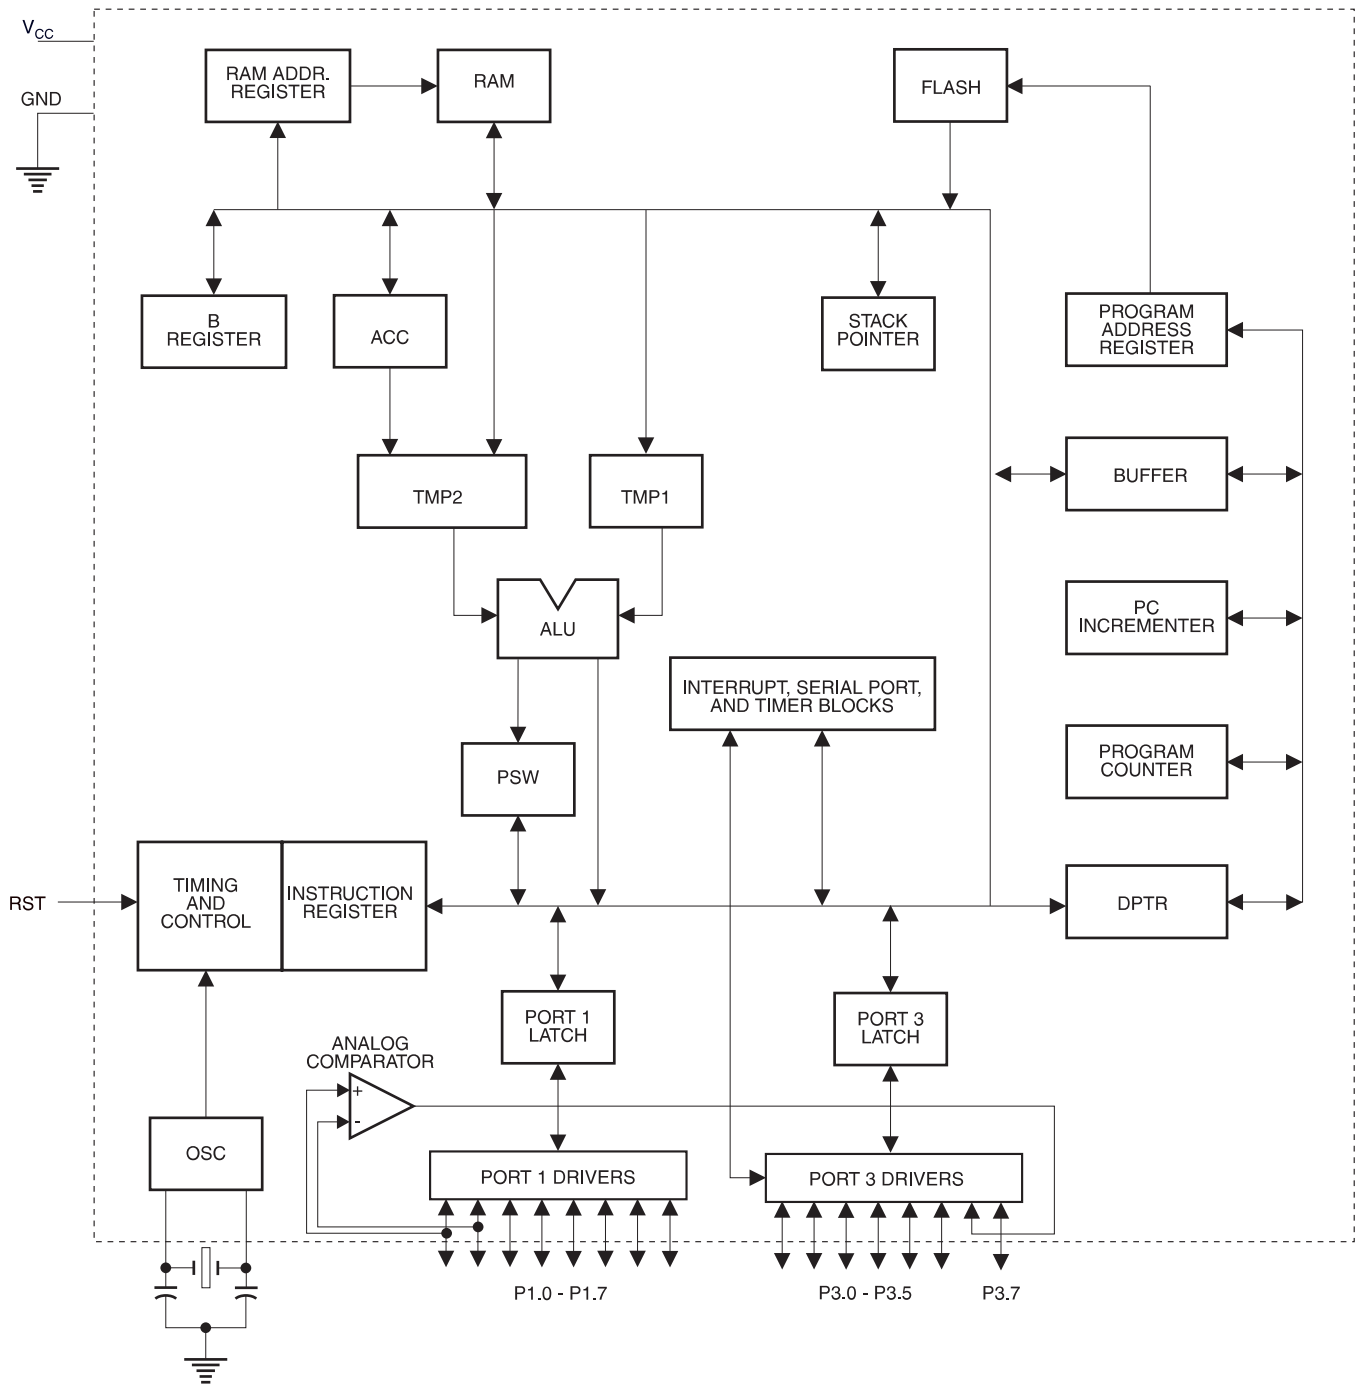 VCC
GND
RAM ADDR.
REGISTER
RAM
FLASH
B
REGISTER
ACC
STACK
POINTER
PROGRAM
ADDRESS
REGISTER
TMP2
TMP1
BUFFER
ALU
PC
INCREMENTER
INTERRUPT, SERIAL PORT,
AND TIMER BLOCKS
PSW
PROGRAM
COUNTER
RST
TIMING
AND
CONTROL
INSTRUCTION
REGISTER
DPTR
PORT 1
LATCH
PORT 3
LATCH
ANALOG
COMPARATOR
+
-
OSC
PORT 1 DRIVERS
PORT 3 DRIVERS
P1.0 - P1.7
P3.0 - P3.5
P3.7